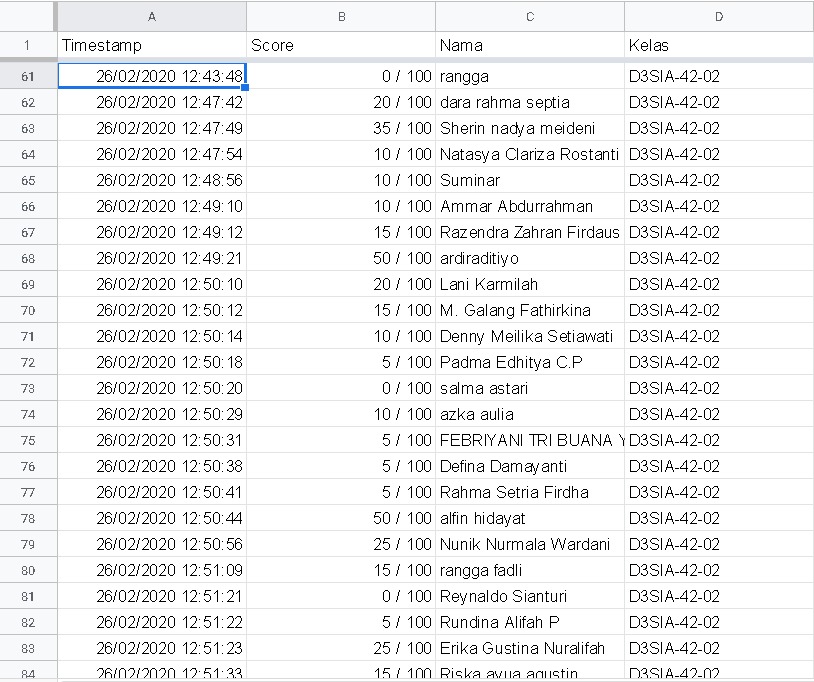 A B C D
1 Timestamp Score Nama Kelas
61 26/02/2020 12:43:48 0 / 100 rangga D3SIA-42-02
62 26/02/2020 12:47:42 20 / 100 dara rahma septia D3SIA-42-02
63 26/02/2020 12:47:49 35 / 100 Sherin nadya meideni D3SIA-42-02
64 26/02/2020 12:47:54 10 / 100 Natasya Clariza Rostanti D3SIA-42-02
65 26/02/2020 12:48:56 10 / 100 Suminar D3SIA-42-02
66 26/02/2020 12:49:10 10 / 100 Ammar Abdurrahman D3SIA-42-02
67 26/02/2020 12:49:12 15 / 100 Razendra Zahran Firdaus D3SIA-42-02
68 26/02/2020 12:49:21 50 / 100 ardiraditiyo D3SIA-42-02
69 26/02/2020 12:50:10 20 / 100 Lani Karmilah D3SIA-42-02
70 26/02/2020 12:50:12 15 / 100 M. Galang Fathirkina D3SIA-42-02
71 26/02/2020 12:50:14 10 / 100 Denny Meilika Setiawati D3SIA-42-02
72 26/02/2020 12:50:18 5 / 100 Padma Edhitya C.P D3SIA-42-02
73 26/02/2020 12:50:20 0 / 100 salma astari D3SIA-42-02
74 26/02/2020 12:50:29 10 / 100 azka aulia D3SIA-42-02
75 26/02/2020 12:50:31 5 / 100 FEBRIYANI TRI BUANA Y D3SIA-42-02
76 26/02/2020 12:50:38 5 / 100 Defina Damayanti D3SIA-42-02
77 26/02/2020 12:50:41 5 / 100 Rahma Setria Firdha D3SIA-42-02
78 26/02/2020 12:50:44 50 / 100 alfin hidayat D3SIA-42-02
79 26/02/2020 12:50:56 25 / 100 Nunik Nurmala Wardani D3SIA-42-02
80 26/02/2020 12:51:09 15 / 100 rangga fadli D3SIA-42-02
81 26/02/2020 12:51:21 0 / 100 Reynaldo Sianturi D3SIA-42-02
82 26/02/2020 12:51:22 5 / 100 Rundina Alifah P D3SIA-42-02
83 26/02/2020 12:51:23 25 / 100 Erika Gustina Nuralifah D3SIA-42-02
84 26/02/2020 12:51:33 15 / 100 Riska ayua agustin D3SIA-42-02